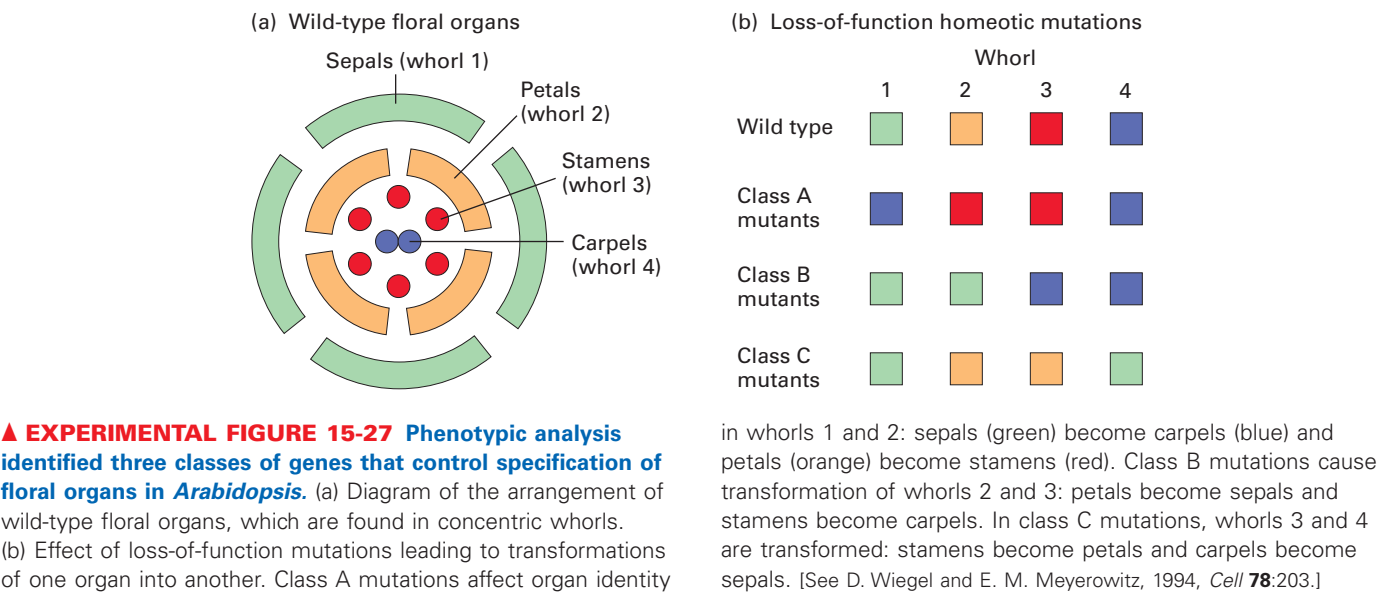 (a) Wild-type floral organs
Sepals (whorl 1)
Petals
(whorl 2)
Stamens
(whorl 3)
Carpels
(whorl 4)
(b) Loss-of-function homeotic mutations
Whorl
1 2 3 4
Wild type
Class A
mutants
Class B
mutants
Class C
mutants
▲ EXPERIMENTAL FIGURE 15-27 Phenotypic analysis
identified three classes of genes that control specification of
floral organs in Arabidopsis. (a) Diagram of the arrangement of
wild-type floral organs, which are found in concentric whorls.
(b) Effect of loss-of-function mutations leading to transformations
of one organ into another. Class A mutations affect organ identity
in whorls 1 and 2: sepals (green) become carpels (blue) and
petals (orange) become stamens (red). Class B mutations cause
transformation of whorls 2 and 3: petals become sepals and
stamens become carpels. In class C mutations, whorls 3 and 4
are transformed: stamens become petals and carpels become
sepals. [See D. Wiegel and E. M. Meyerowitz, 1994, Cell 78:203.]